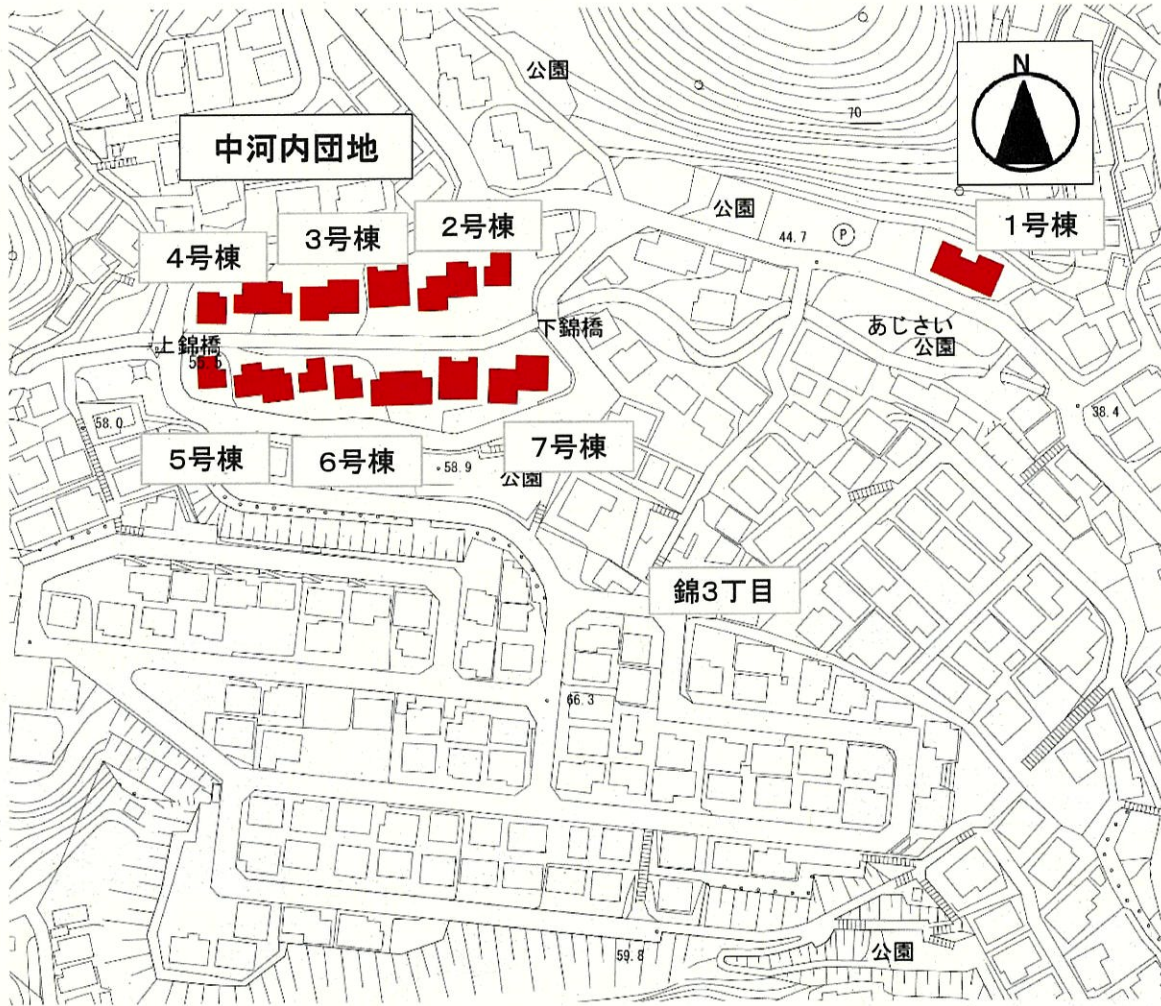 公園
N
70
中河内団地
公園
1号棟
2号棟
3号棟
44.7
P
4号棟
下錦橋
あじさい
公園
上錦橋
38.4
58.0
7号棟
5号棟
6号棟
58.9
公園
錦3丁目
66.3
59.8
公園